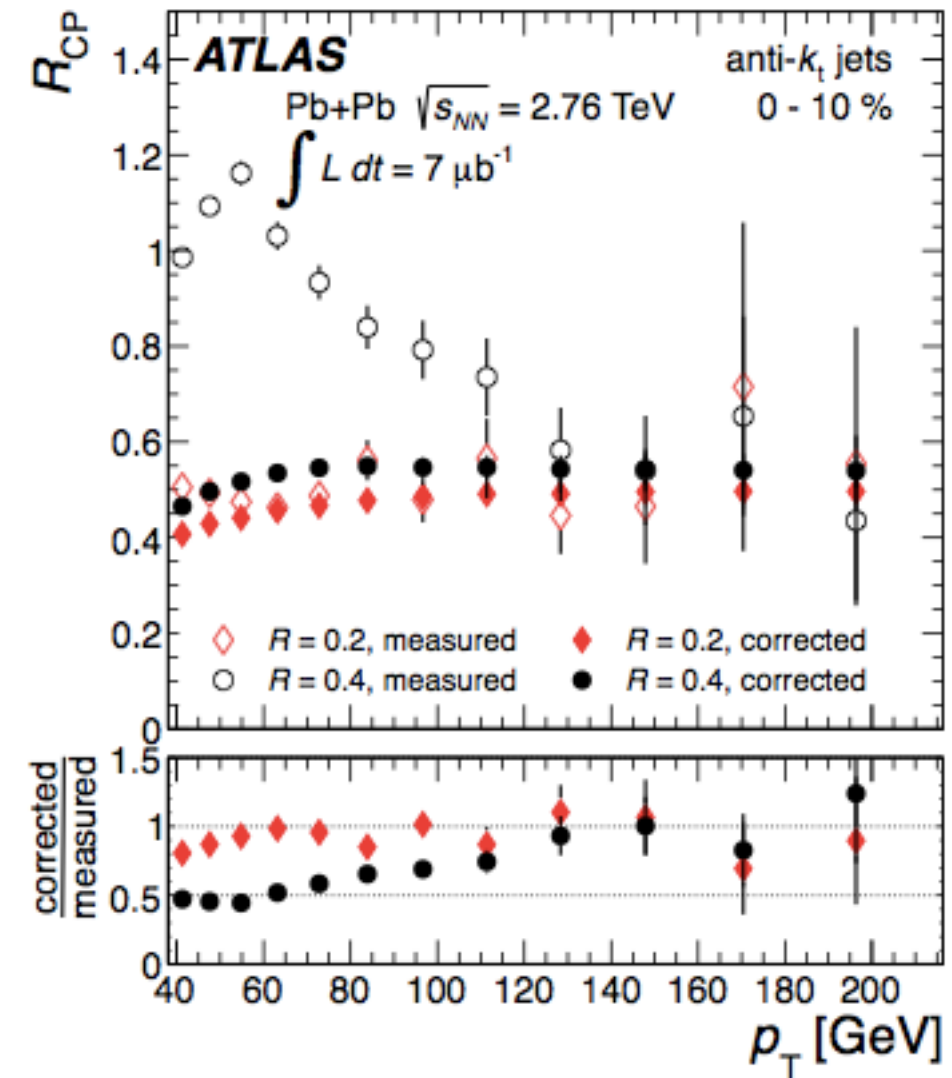 R_CP
ATLAS
anti-k_t jets
Pb+Pb √s_NN = 2.76 TeV
0 - 10 %
∫ L dt = 7 μb⁻¹
1.4
1.2
1
0.8
0.6
0.4
0.2
0
R = 0.2, measured
R = 0.2, corrected
R = 0.4, measured
R = 0.4, corrected
corrected
measured
1.5
1
0.5
0
40 60 80 100 120 140 160 180 200
p_T [GeV]